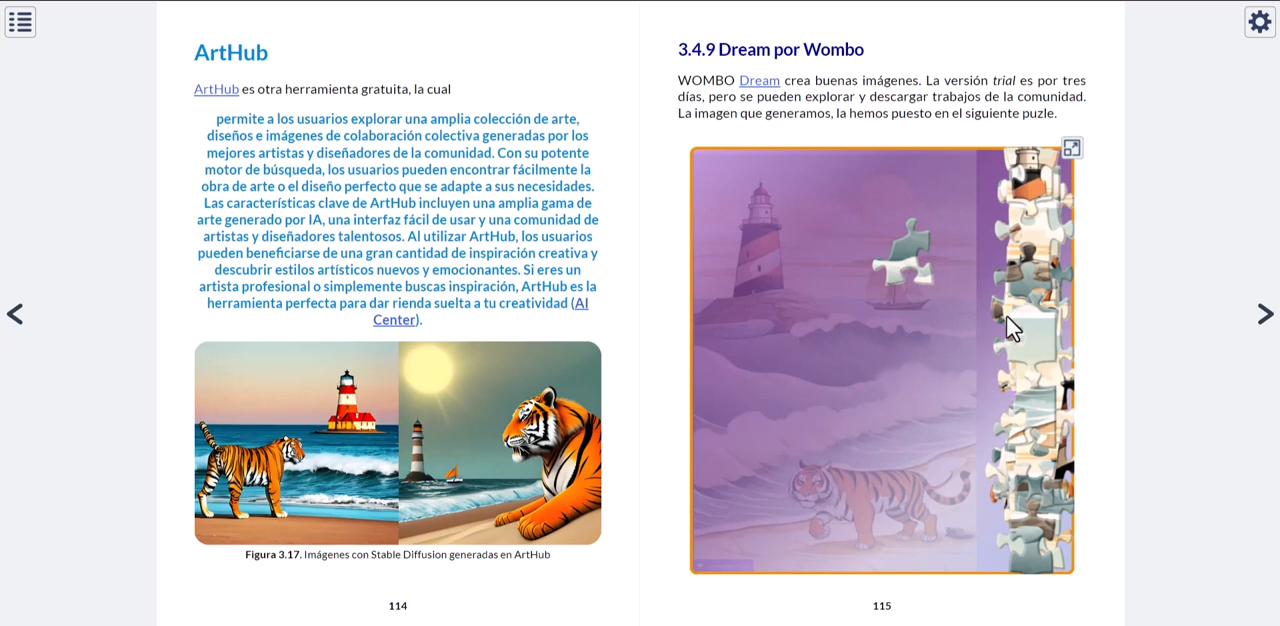 ArtHub
ArtHub es otra herramienta gratuita, la cual
permite a los usuarios explorar una amplia colección de arte,
diseños e imágenes de colaboración colectiva generadas por los
mejores artistas y diseñadores de la comunidad. Con su potente
motor de búsqueda, los usuarios pueden encontrar fácilmente la
obra de arte o el diseño perfecto que se adapte a sus necesidades.
Las características clave de ArtHub incluyen una amplia gama de
arte generado por IA, una interfaz fácil de usar y una comunidad de
artistas y diseñadores talentosos. Al utilizar ArtHub, los usuarios
pueden beneficiarse de una gran cantidad de inspiración creativa y
descubrir estilos artísticos nuevos y emocionantes. Si eres un
artista profesional o simplemente buscas inspiración, ArtHub es la
herramienta perfecta para dar rienda suelta a tu creatividad (AI
Center).
Figura 3.17. Imágenes con Stable Diffusion generadas en ArtHub
114
3.4.9 Dream por Wombo
WOMBO Dream crea buenas imágenes. La versión trial es por tres
días, pero se pueden explorar y descargar trabajos de la comunidad.
La imagen que generamos, la hemos puesto en el siguiente puzle.
115